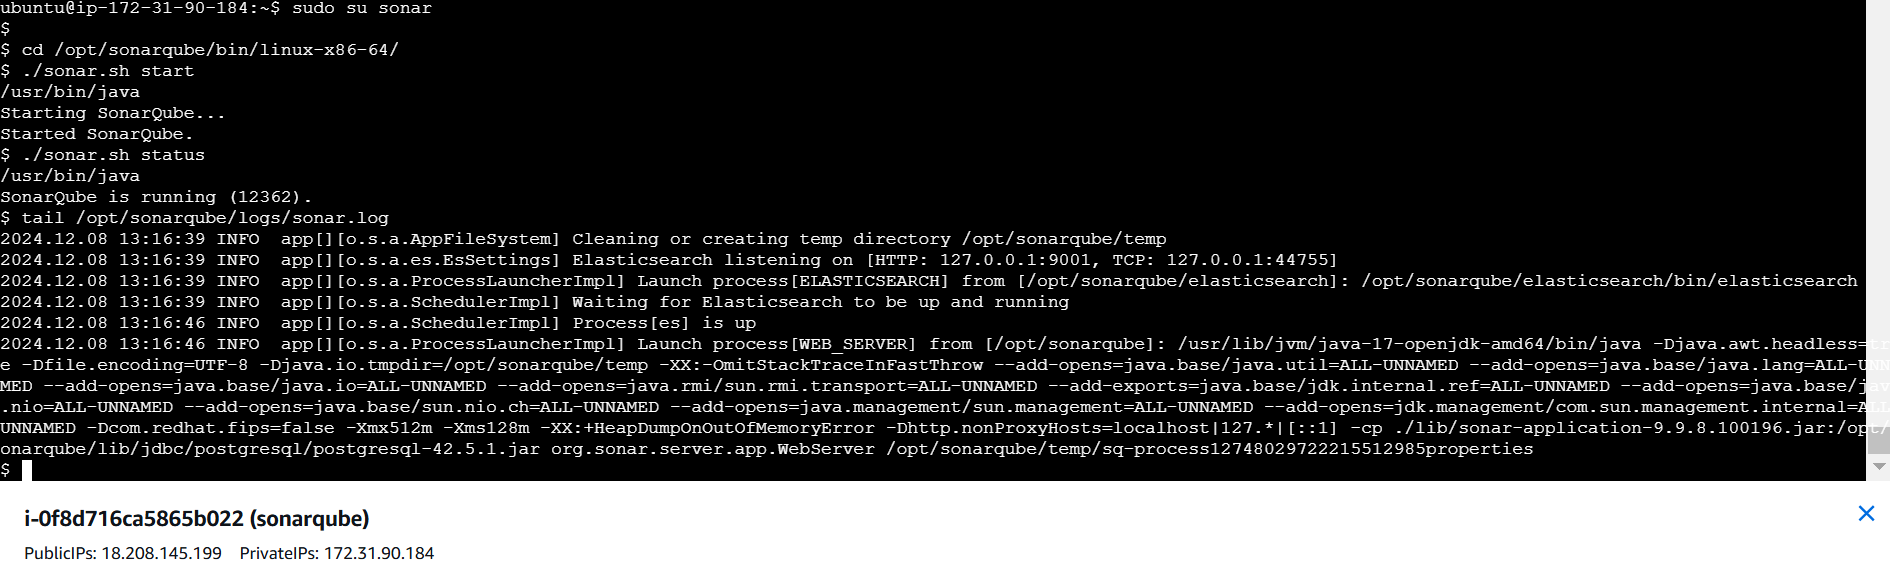 ubuntu@ip-172-31-90-184:~$ sudo su sonar
$
$ cd /opt/sonarqube/bin/linux-x86-64/
$ ./sonar.sh start
/usr/bin/java
Starting SonarQube...
Started SonarQube.
$ ./sonar.sh status
/usr/bin/java
SonarQube is running (12362).
$ tail /opt/sonarqube/logs/sonar.log
2024.12.08 13:16:39 INFO  app[][o.s.a.AppFileSystem] Cleaning or creating temp directory /opt/sonarqube/temp
2024.12.08 13:16:39 INFO  app[][o.s.a.es.EsSettings] Elasticsearch listening on [HTTP: 127.0.0.1:9001, TCP: 127.0.0.1:44755]
2024.12.08 13:16:39 INFO  app[][o.s.a.ProcessLauncherImpl] Launch process[ELASTICSEARCH] from [/opt/sonarqube/elasticsearch]: /opt/sonarqube/elasticsearch/bin/elasticsearch
2024.12.08 13:16:39 INFO  app[][o.s.a.SchedulerImpl] Waiting for Elasticsearch to be up and running
2024.12.08 13:16:46 INFO  app[][o.s.a.SchedulerImpl] Process[es] is up
2024.12.08 13:16:46 INFO  app[][o.s.a.ProcessLauncherImpl] Launch process[WEB_SERVER] from [/opt/sonarqube]: /usr/lib/jvm/java-17-openjdk-amd64/bin/java -Djava.awt.headless=tr
e -Dfile.encoding=UTF-8 -Djava.io.tmpdir=/opt/sonarqube/temp -XX:-OmitStackTraceInFastThrow --add-opens=java.base/java.util=ALL-UNNAMED --add-opens=java.base/java.lang=ALL-UNN
MED --add-opens=java.base/java.io=ALL-UNNAMED --add-opens=java.rmi/sun.rmi.transport=ALL-UNNAMED --add-exports=java.base/jdk.internal.ref=ALL-UNNAMED --add-opens=java.base/jav
.nio=ALL-UNNAMED --add-opens=java.base/sun.nio.ch=ALL-UNNAMED --add-opens=java.management/sun.management=ALL-UNNAMED --add-opens=jdk.management/com.sun.management.internal=ALL
UNNAMED -Dcom.redhat.fips=false -Xmx512m -Xms128m -XX:+HeapDumpOnOutOfMemoryError -Dhttp.nonProxyHosts=localhost|127.*|[::1] -cp ./lib/sonar-application-9.9.8.100196.jar:/opt/
onarqube/lib/jdbc/postgresql/postgresql-42.5.1.jar org.sonar.server.app.WebServer /opt/sonarqube/temp/sq-process12748029722215512985properties
$
i-0f8d716ca5865b022 (sonarqube)
PublicIPs: 18.208.145.199 PrivateIPs: 172.31.90.184